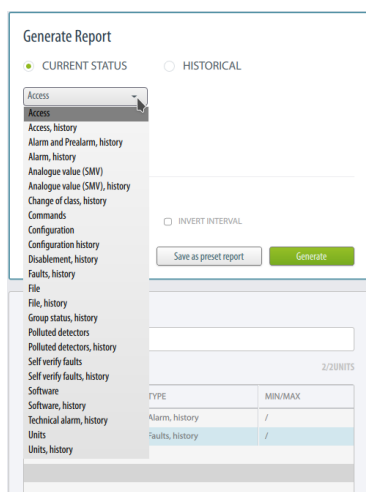 Generate Report
CURRENT STATUS
HISTORICAL
Access
Access
Access, history
Alarm and Prealarm, history
Alarm, history
Analogue value (SMV)
Analogue value (SMV), history
Change of class, history
Commands
Configuration
Configuration history
Disablement, history
Faults, history
File
File, history
Group status, history
Polluted detectors
Polluted detectors, history
Self verify faults
Self verify faults, history
Software
Software, history
Technical alarm, history
Units
Units, history
INVERT INTERVAL
Save as preset report
Generate
2/2UNITS
TYPE
MIN/MAX
Alarm, history
/
Faults, history
/